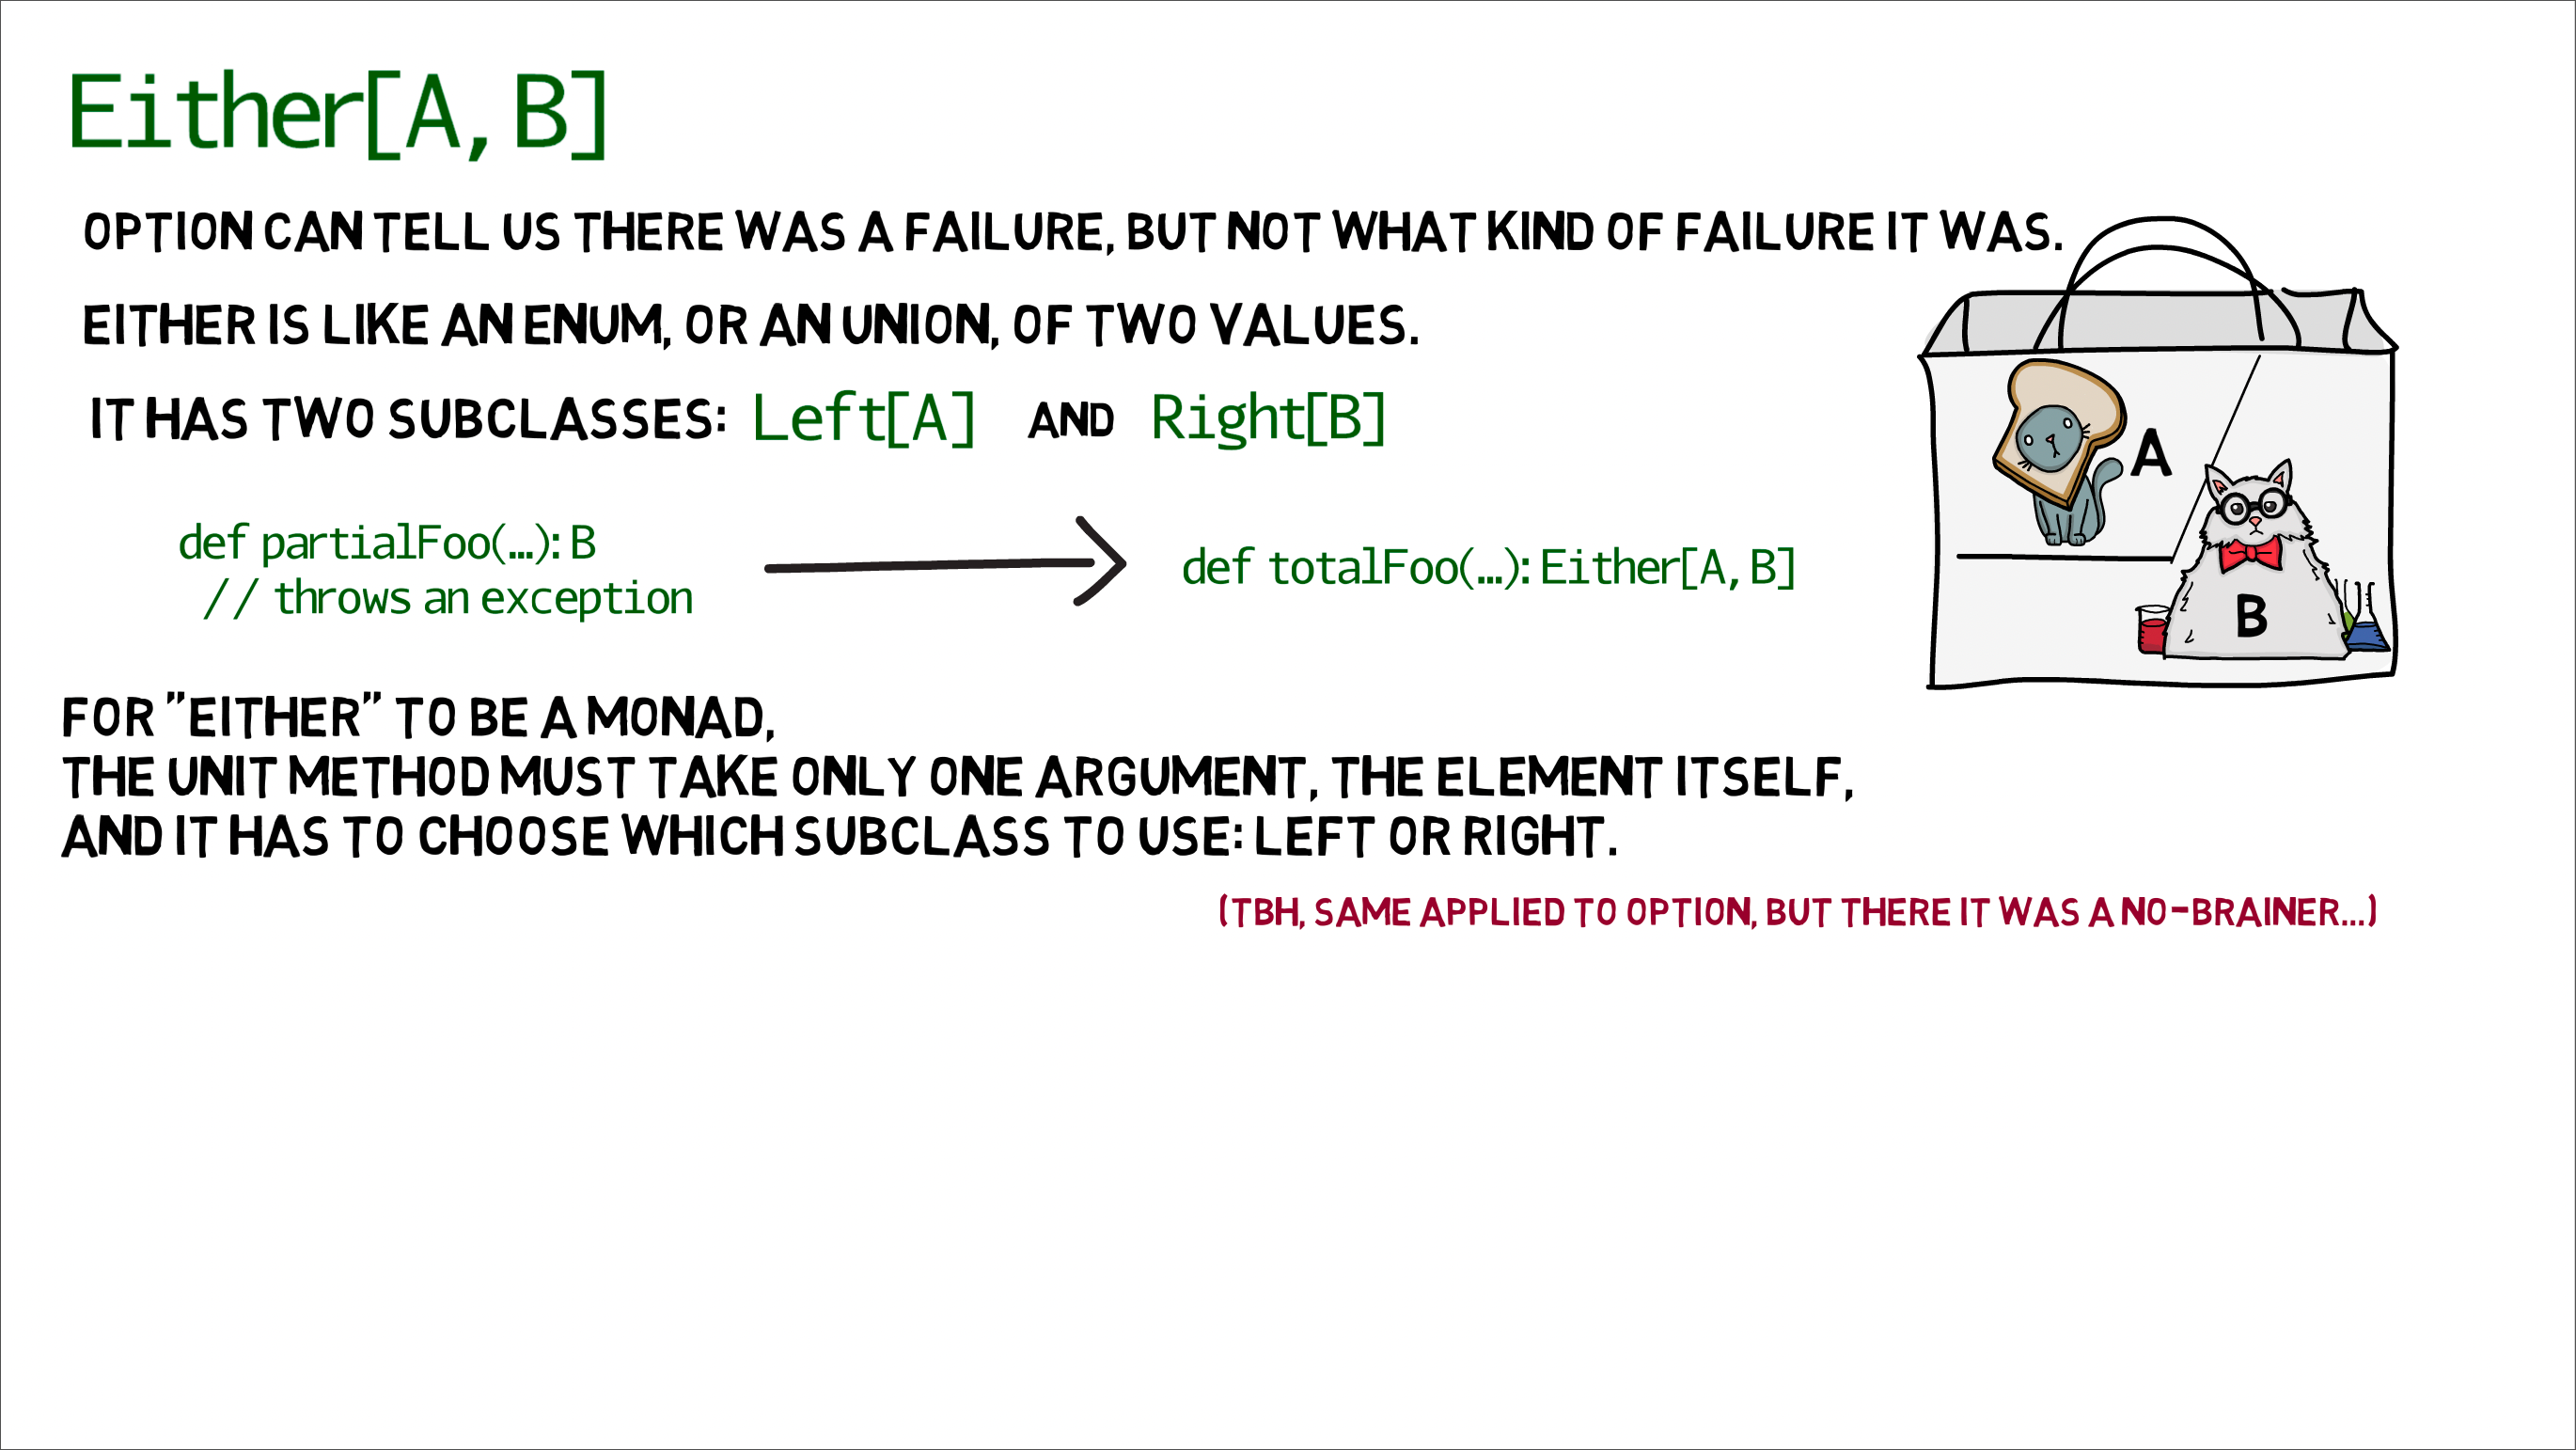 Either[A, B]
OPTION CAN TELL US THERE WAS A FAILURE, BUT NOT WHAT KIND OF FAILURE IT WAS.
EITHER IS LIKE AN ENUM, OR AN UNION, OF TWO VALUES.
IT HAS TWO SUBCLASSES: Left[A] AND Right[B]
A
def partialFoo(…): B
// throws an exception
def totalFoo(…): Either[A, B]
B
FOR "EITHER" TO BE A MONAD,
THE UNIT METHOD MUST TAKE ONLY ONE ARGUMENT, THE ELEMENT ITSELF,
AND IT HAS TO CHOOSE WHICH SUBCLASS TO USE: LEFT OR RIGHT.
(TBH, SAME APPLIED TO OPTION, BUT THERE IT WAS A NO-BRAINER…)